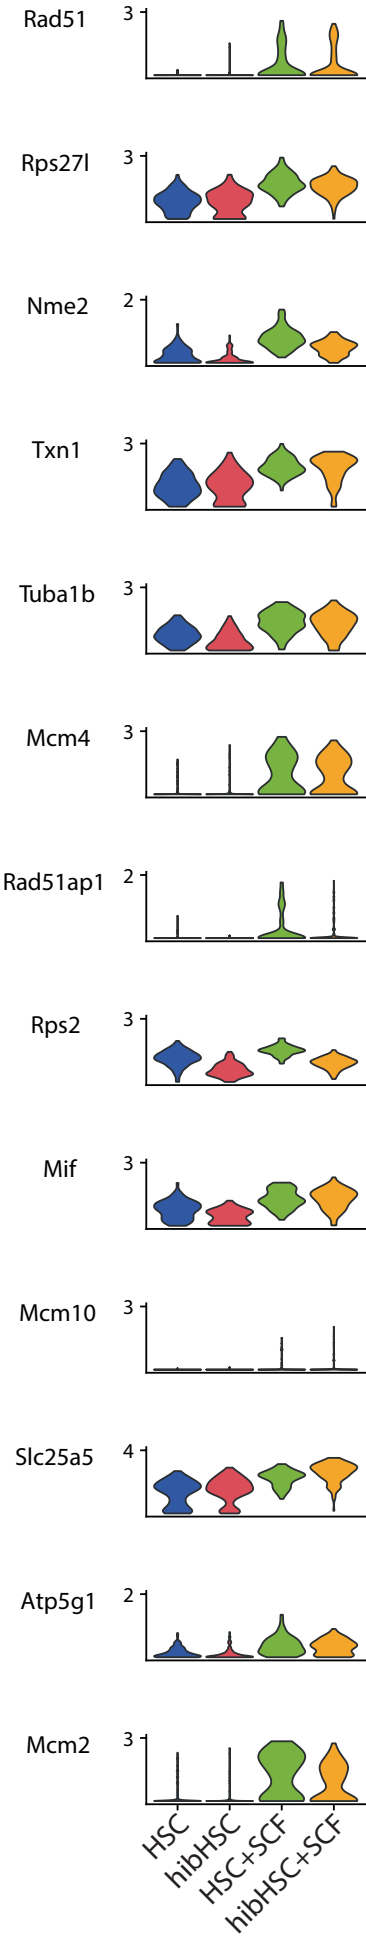 Rad51 3
Rps27l 3
Nme2 2
Txn1 3
Tuba1b 3
Mcm4 3
Rad51ap1 2
Rps2 3
Mif 3
Mcm10 3
Slc25a5 4
Atp5g1 2
Mcm2 3
HSC
hibHSC
HSC+SCF
hibHSC+SCF